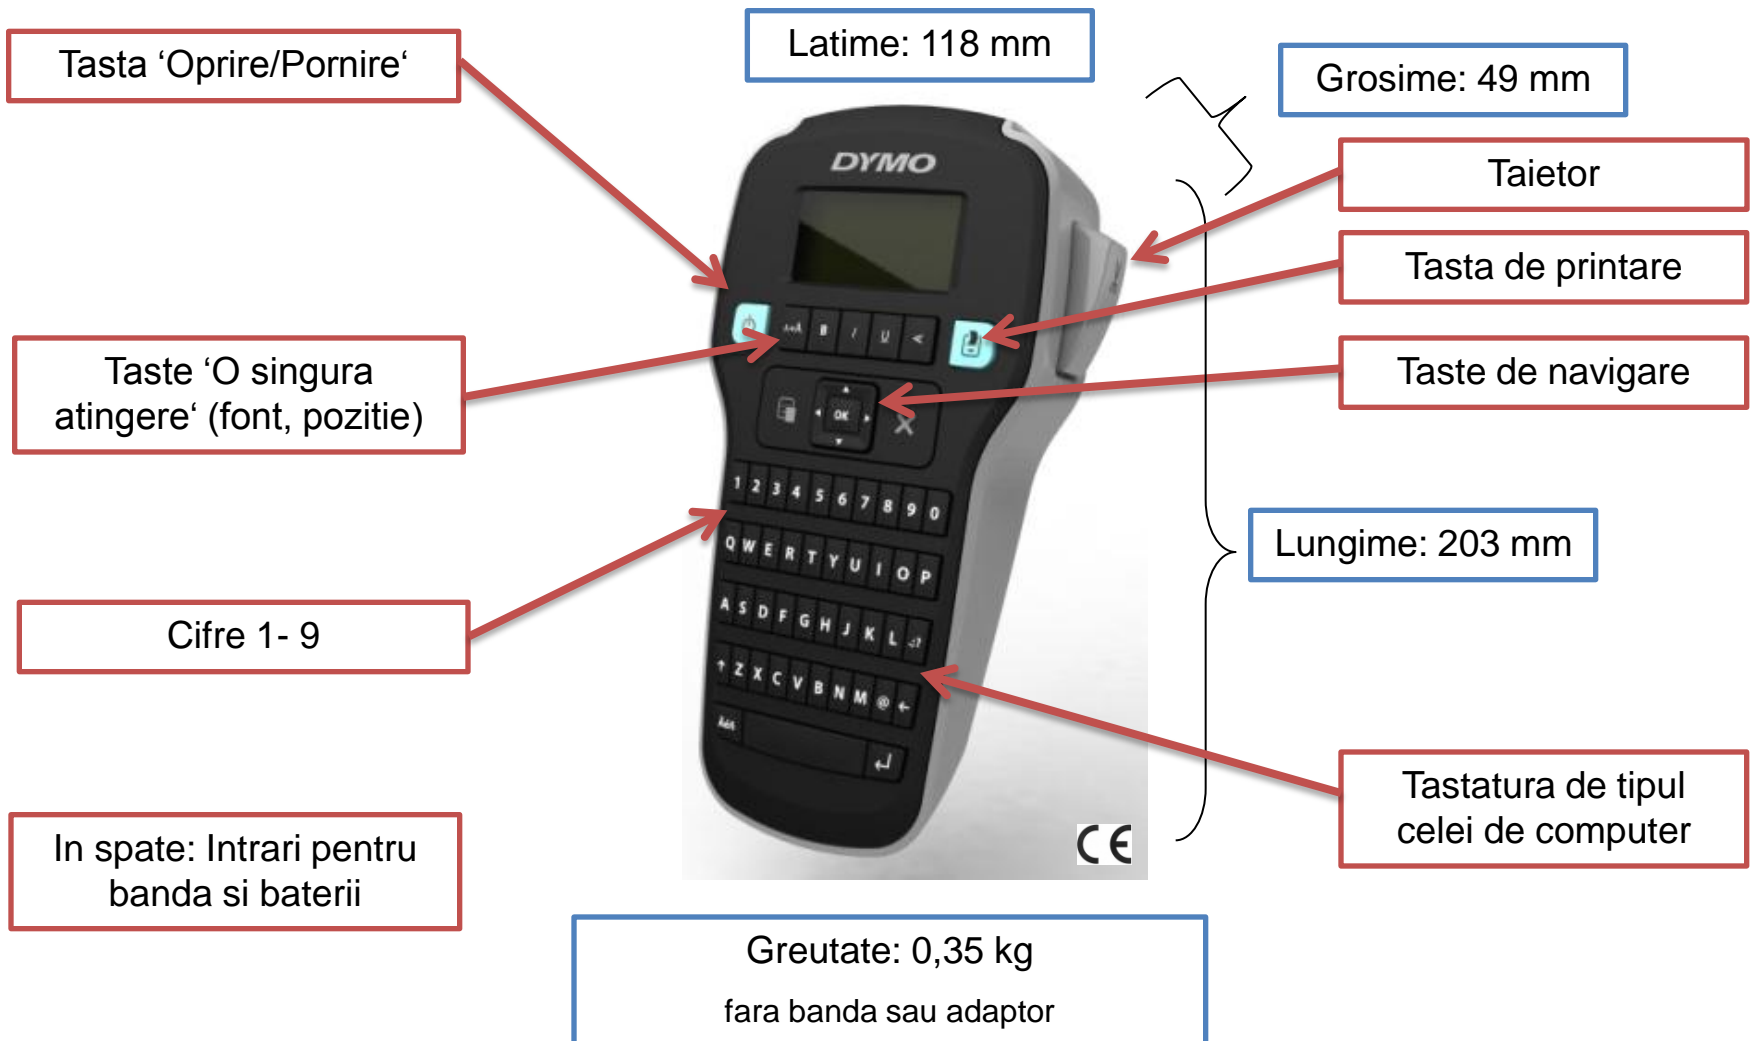 Latime: 118 mm
Tasta ‘Oprire/Pornire‘
Grosime: 49 mm
DYMO
Taietor
Tasta de printare
Taste ‘O singura
atingere‘ (font, pozitie)
B I U
Taste de navigare
OK
X
1 2 3 4 5 6 7 8 9 0
Q W E R T Y U I O P
Lungime: 203 mm
A S D F G H J K L .:?
Cifre 1- 9
↑ Z X C V B N M @ ←
Tastatura de tipul
celei de computer
In spate: Intrari pentru
banda si baterii
CE
Greutate: 0,35 kg
fara banda sau adaptor